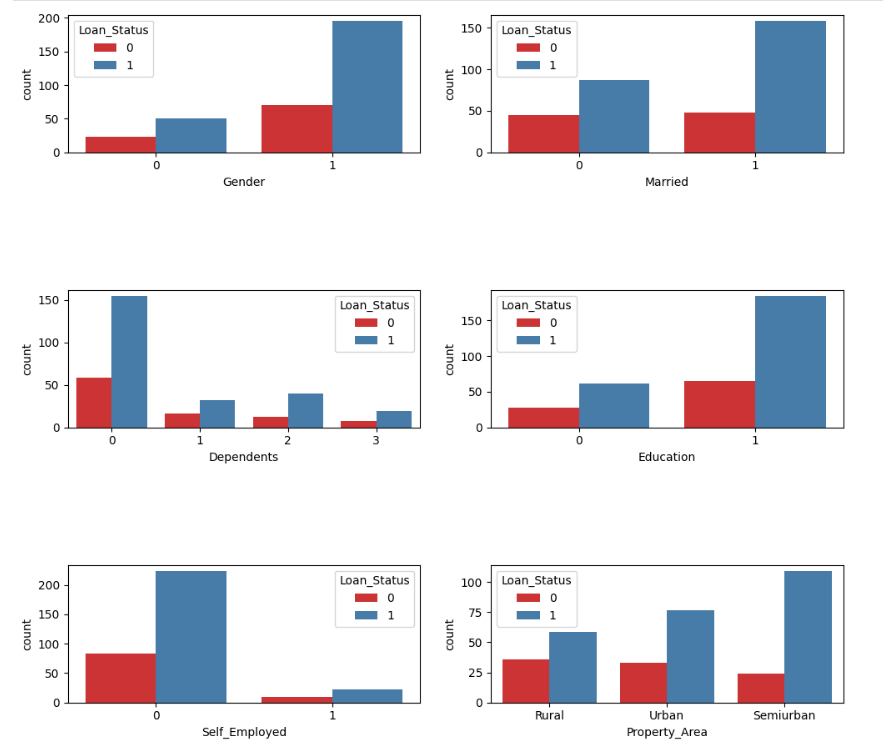 Loan_Status
0
1
200
150
100
50
0
count
0 1
Gender
Loan_Status
0
1
150
100
50
0
count
0 1
Married
Loan_Status
0
1
150
100
50
0
count
0 1 2 3
Dependents
Loan_Status
0
1
150
100
50
0
count
0 1
Education
Loan_Status
0
1
200
150
100
50
0
count
0 1
Self_Employed
Loan_Status
0
1
100
75
50
25
0
count
Rural Urban Semiurban
Property_Area